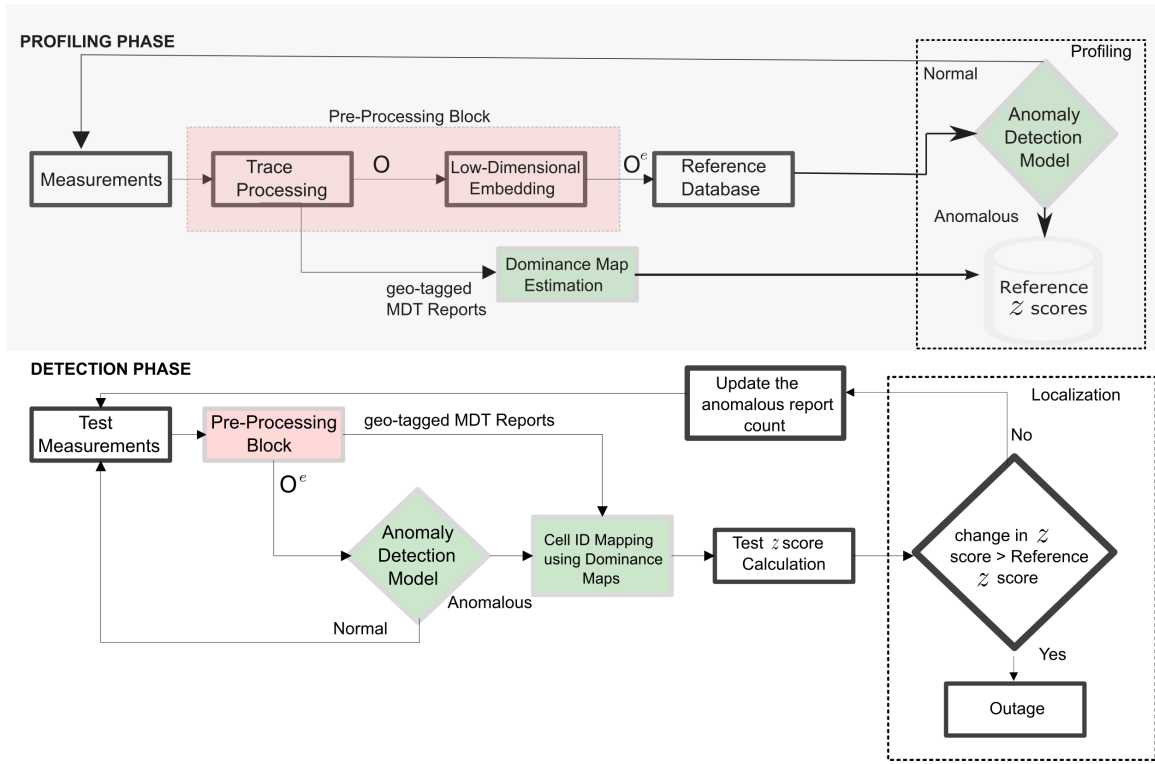 PROFILING PHASE
Profiling
Normal
Pre-Processing Block
Anomaly
Detection
Model
Measurements
Trace
Processing
O
Low-Dimensional
Embedding
Oᵉ
Reference
Database
Anomalous
geo-tagged
MDT Reports
Dominance Map
Estimation
Reference
z scores
DETECTION PHASE
Update the
anomalous report
count
Localization
Test
Measurements
Pre-Processing
Block
geo-tagged MDT Reports
No
Oᵉ
Anomaly
Detection
Model
Anomalous
Normal
Cell ID Mapping
using Dominance
Maps
Test z score
Calculation
change in z
score > Reference
z score
Yes
Outage